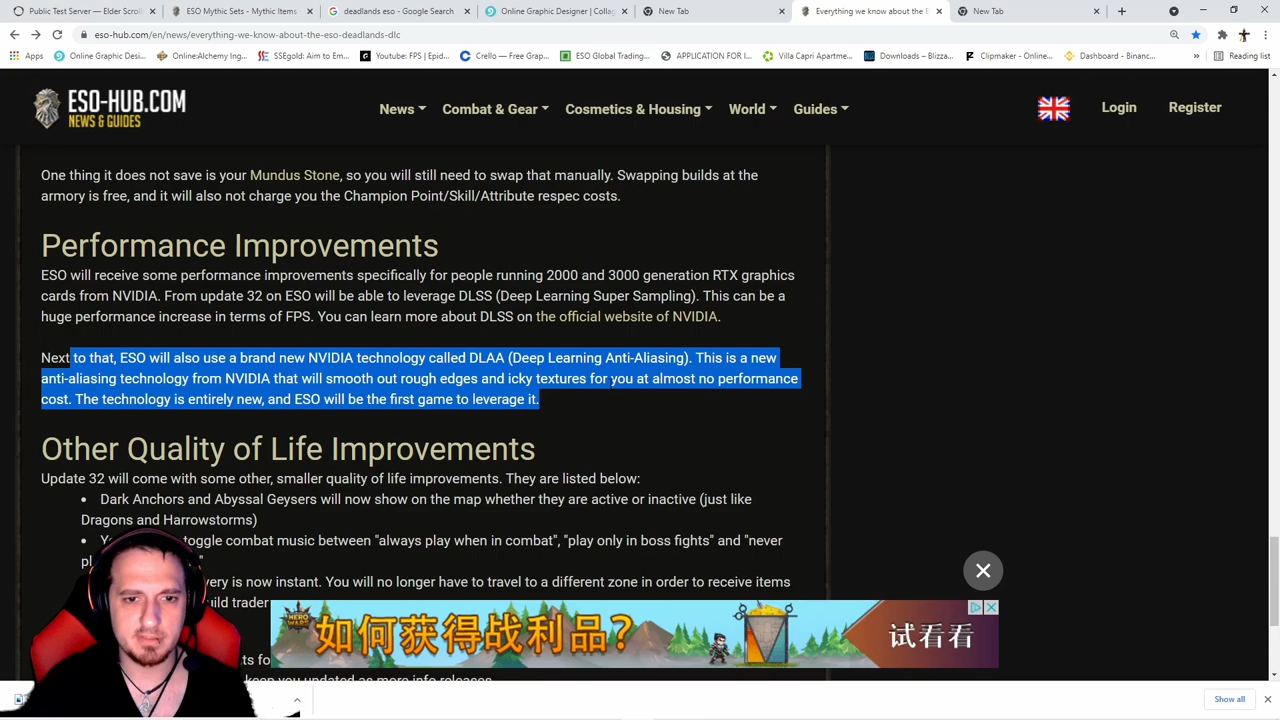 Public Test Server — Elder Scroll
ESO Mythic Sets - Mythic Items
deadlands eso - Google Search
Online Graphic Designer | Collag
New Tab
Everything we know about the E
New Tab
eso-hub.com/en/news/everything-we-know-about-the-eso-deadlands-dlc
Apps
Online Graphic Desi...
Online:Alchemy Ing...
SSEgold: Aim to Em...
Youtube: FPS | Epid...
Crello — Free Grap...
ESO Global Trading...
APPLICATION FOR I...
Villa Capri Apartme...
Downloads – Blizza...
Clipmaker - Online...
Dashboard - Binanc...
»
Reading list
ESO-HUB.COM
NEWS & GUIDES
News
Combat & Gear
Cosmetics & Housing
World
Guides
Login
Register
One thing it does not save is your Mundus Stone, so you will still need to swap that manually. Swapping builds at the
armory is free, and it will also not charge you the Champion Point/Skill/Attribute respec costs.
Performance Improvements
ESO will receive some performance improvements specifically for people running 2000 and 3000 generation RTX graphics
cards from NVIDIA. From update 32 on ESO will be able to leverage DLSS (Deep Learning Super Sampling). This can be a
huge performance increase in terms of FPS. You can learn more about DLSS on the official website of NVIDIA.
Next to that, ESO will also use a brand new NVIDIA technology called DLAA (Deep Learning Anti-Aliasing). This is a new
anti-aliasing technology from NVIDIA that will smooth out rough edges and icky textures for you at almost no performance
cost. The technology is entirely new, and ESO will be the first game to leverage it.
Other Quality of Life Improvements
Update 32 will come with some other, smaller quality of life improvements. They are listed below:
• Dark Anchors and Abyssal Geysers will now show on the map whether they are active or inactive (just like
Dragons and Harrowstorms)
toggle combat music between "always play when in combat", "play only in boss fights" and "never
very is now instant. You will no longer have to travel to a different zone in order to receive items
uild trader
HERO WARS
如何获得战利品?
试看看
keep you updated as more info releases.
Show all